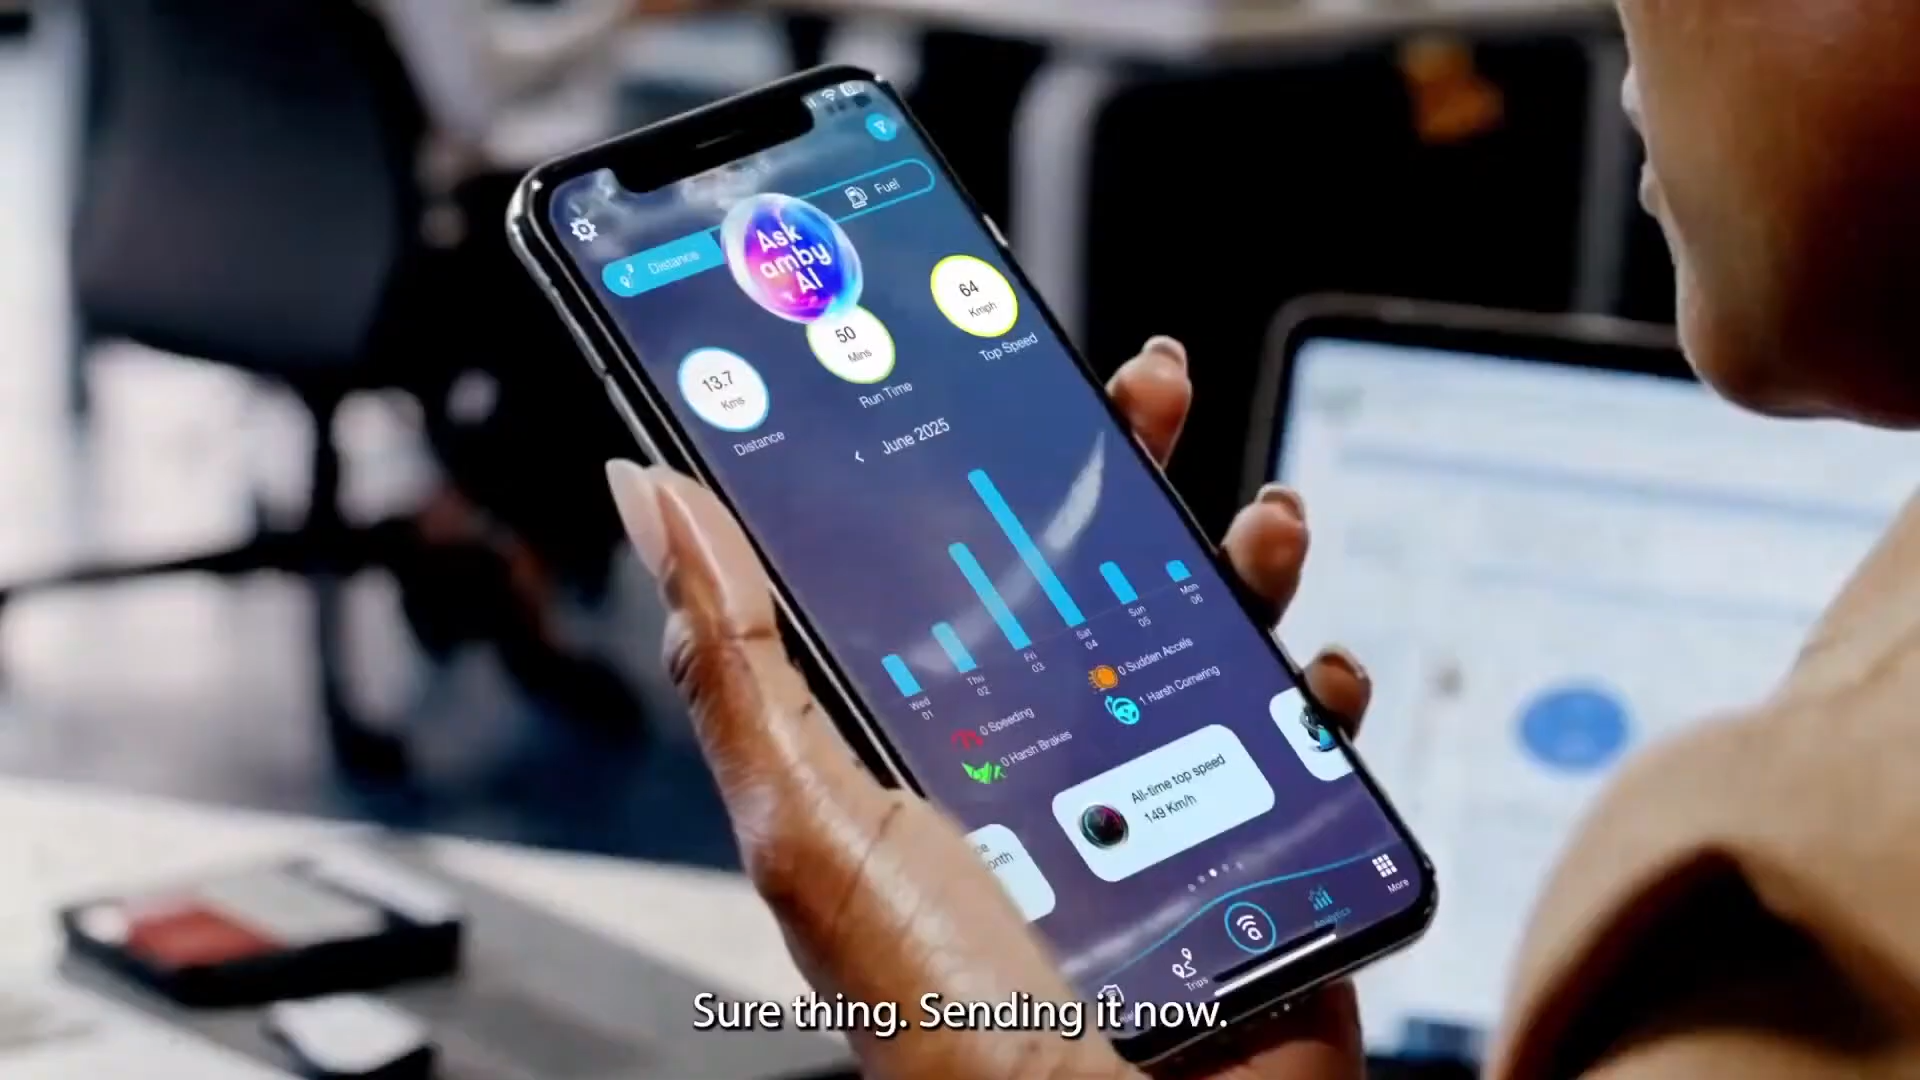 Fuel
Distance
Ask
amby
AI
64
Kmph
Top Speed
50
Mins
Run Time
13.7
Kms
Distance
June 2025
Wed
01
Thu
02
Fri
03
Sat
04
Sun
05
Mon
06
0 Sudden Accels
1 Harsh Cornering
0 Speeding
0 Harsh Brakes
All-time top speed
149 Km/h
onth
More
Analytics
Trips
Sure thing. Sending it now.